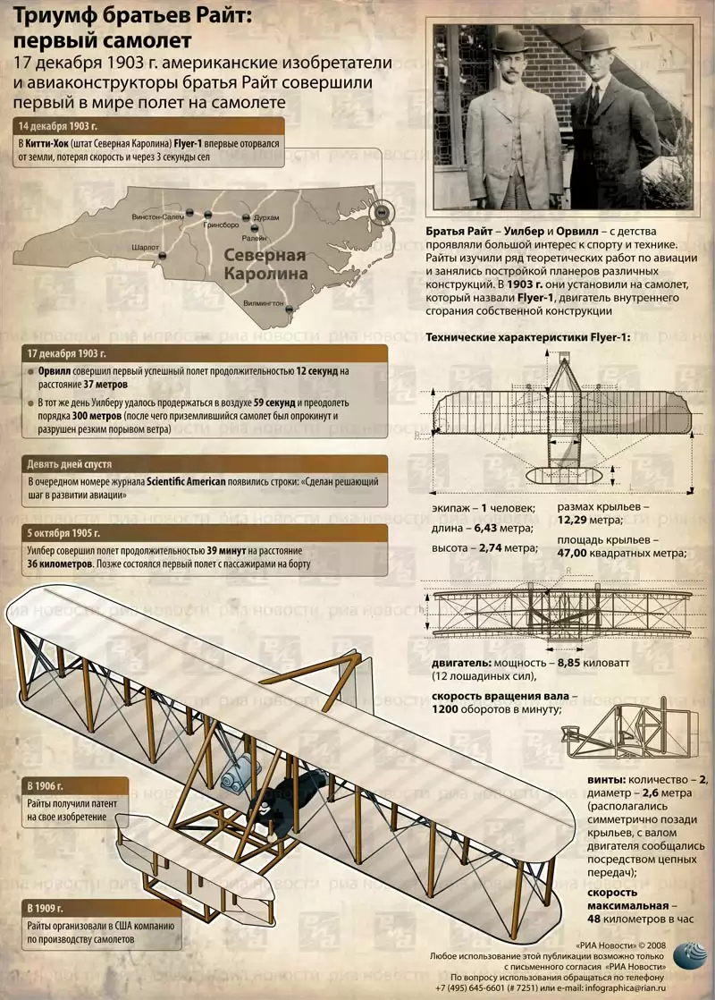 Триумф братьев Райт:
первый самолет
17 декабря 1903 г. американские изобретатели
и авиаконструкторы братья Райт совершили
первый в мире полет на самолете
14 декабря 1903 г.
В Китти-Хок (штат Северная Каролина) Flyer-1 впервые оторвался
от земли, потерял скорость и через 3 секунды сел
Винстон-Салем
Гринсборо
Дурхам
Ралейн
Шарлот
Северная
Каролина
Вилмингтон
Братья Райт – Уилбер и Орвилл – с детства
проявляли большой интерес к спорту и технике.
Райты изучили ряд теоретических работ по авиации
и занялись постройкой планеров различных
конструкций. В 1903 г. они установили на самолет,
который назвали Flyer-1, двигатель внутреннего
сгорания собственной конструкции
17 декабря 1903 г.
Орвилл совершил первый успешный полет продолжительностью 12 секунд на
расстояние 37 метров
В тот же день Уилберу удалось продержаться в воздухе 59 секунд и преодолеть
порядка 300 метров (после чего приземлившийся самолет был опрокинут и
разрушен резким порывом ветра)
Девять дней спустя
В очередном номере журнала Scientific American появились строки: «Сделан решающий
шаг в развитии авиации»
5 октября 1905 г.
Уилбер совершил полет продолжительностью 39 минут на расстояние
36 километров. Позже состоялся первый полет с пассажирами на борту
Технические характеристики Flyer-1:
B
L
экипаж – 1 человек;
длина – 6,43 метра;
высота – 2,74 метра;
размах крыльев –
12,29 метра;
площадь крыльев –
47,00 квадратных метра;
R
h
двигатель: мощность – 8,85 киловатт
(12 лошадиных сил),
скорость вращения вала –
1200 оборотов в минуту;
винты: количество – 2,
диаметр – 2,6 метра
(располагались
симметрично позади
крыльев, с валом
двигателя сообщались
посредством цепных
передач);
скорость
максимальная –
48 километров в час
В 1906 г.
Райты получили патент
на свое изобретение
В 1909 г.
Райты организовали в США компанию
по производству самолетов
«РИА Новости» © 2008
Любое использование этой публикации возможно только
с письменного согласия «РИА Новости»
По вопросу использования обращаться по телефону
+7 (495) 645-6601 (# 7251) или e-mail: infographica@rian.ru
риа новости